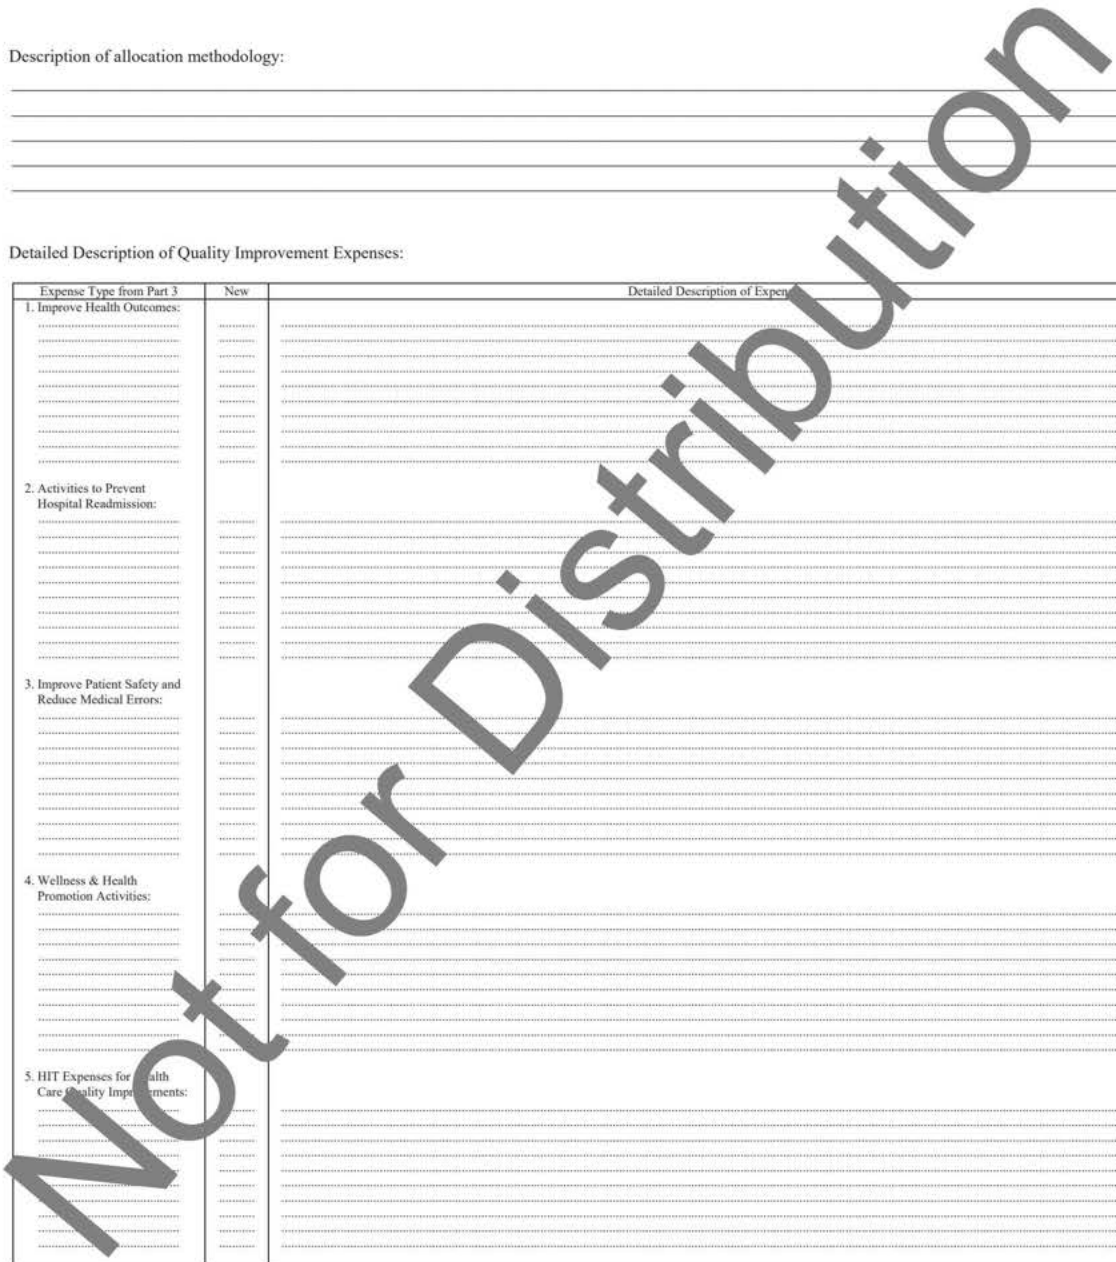 Description of allocation methodology:
Detailed Description of Quality Improvement Expenses:
Expense Type from Part 3 New Detailed Description of
1. Improve Health Outcomes:
2. Activities to Prevent
Hospital Readmission:
3. Improve Patient Safety and
Reduce Medical Errors:
4. Wellness & Health
Promotion Activities:
5. HIT Expenses for
Care
Not for Distribution